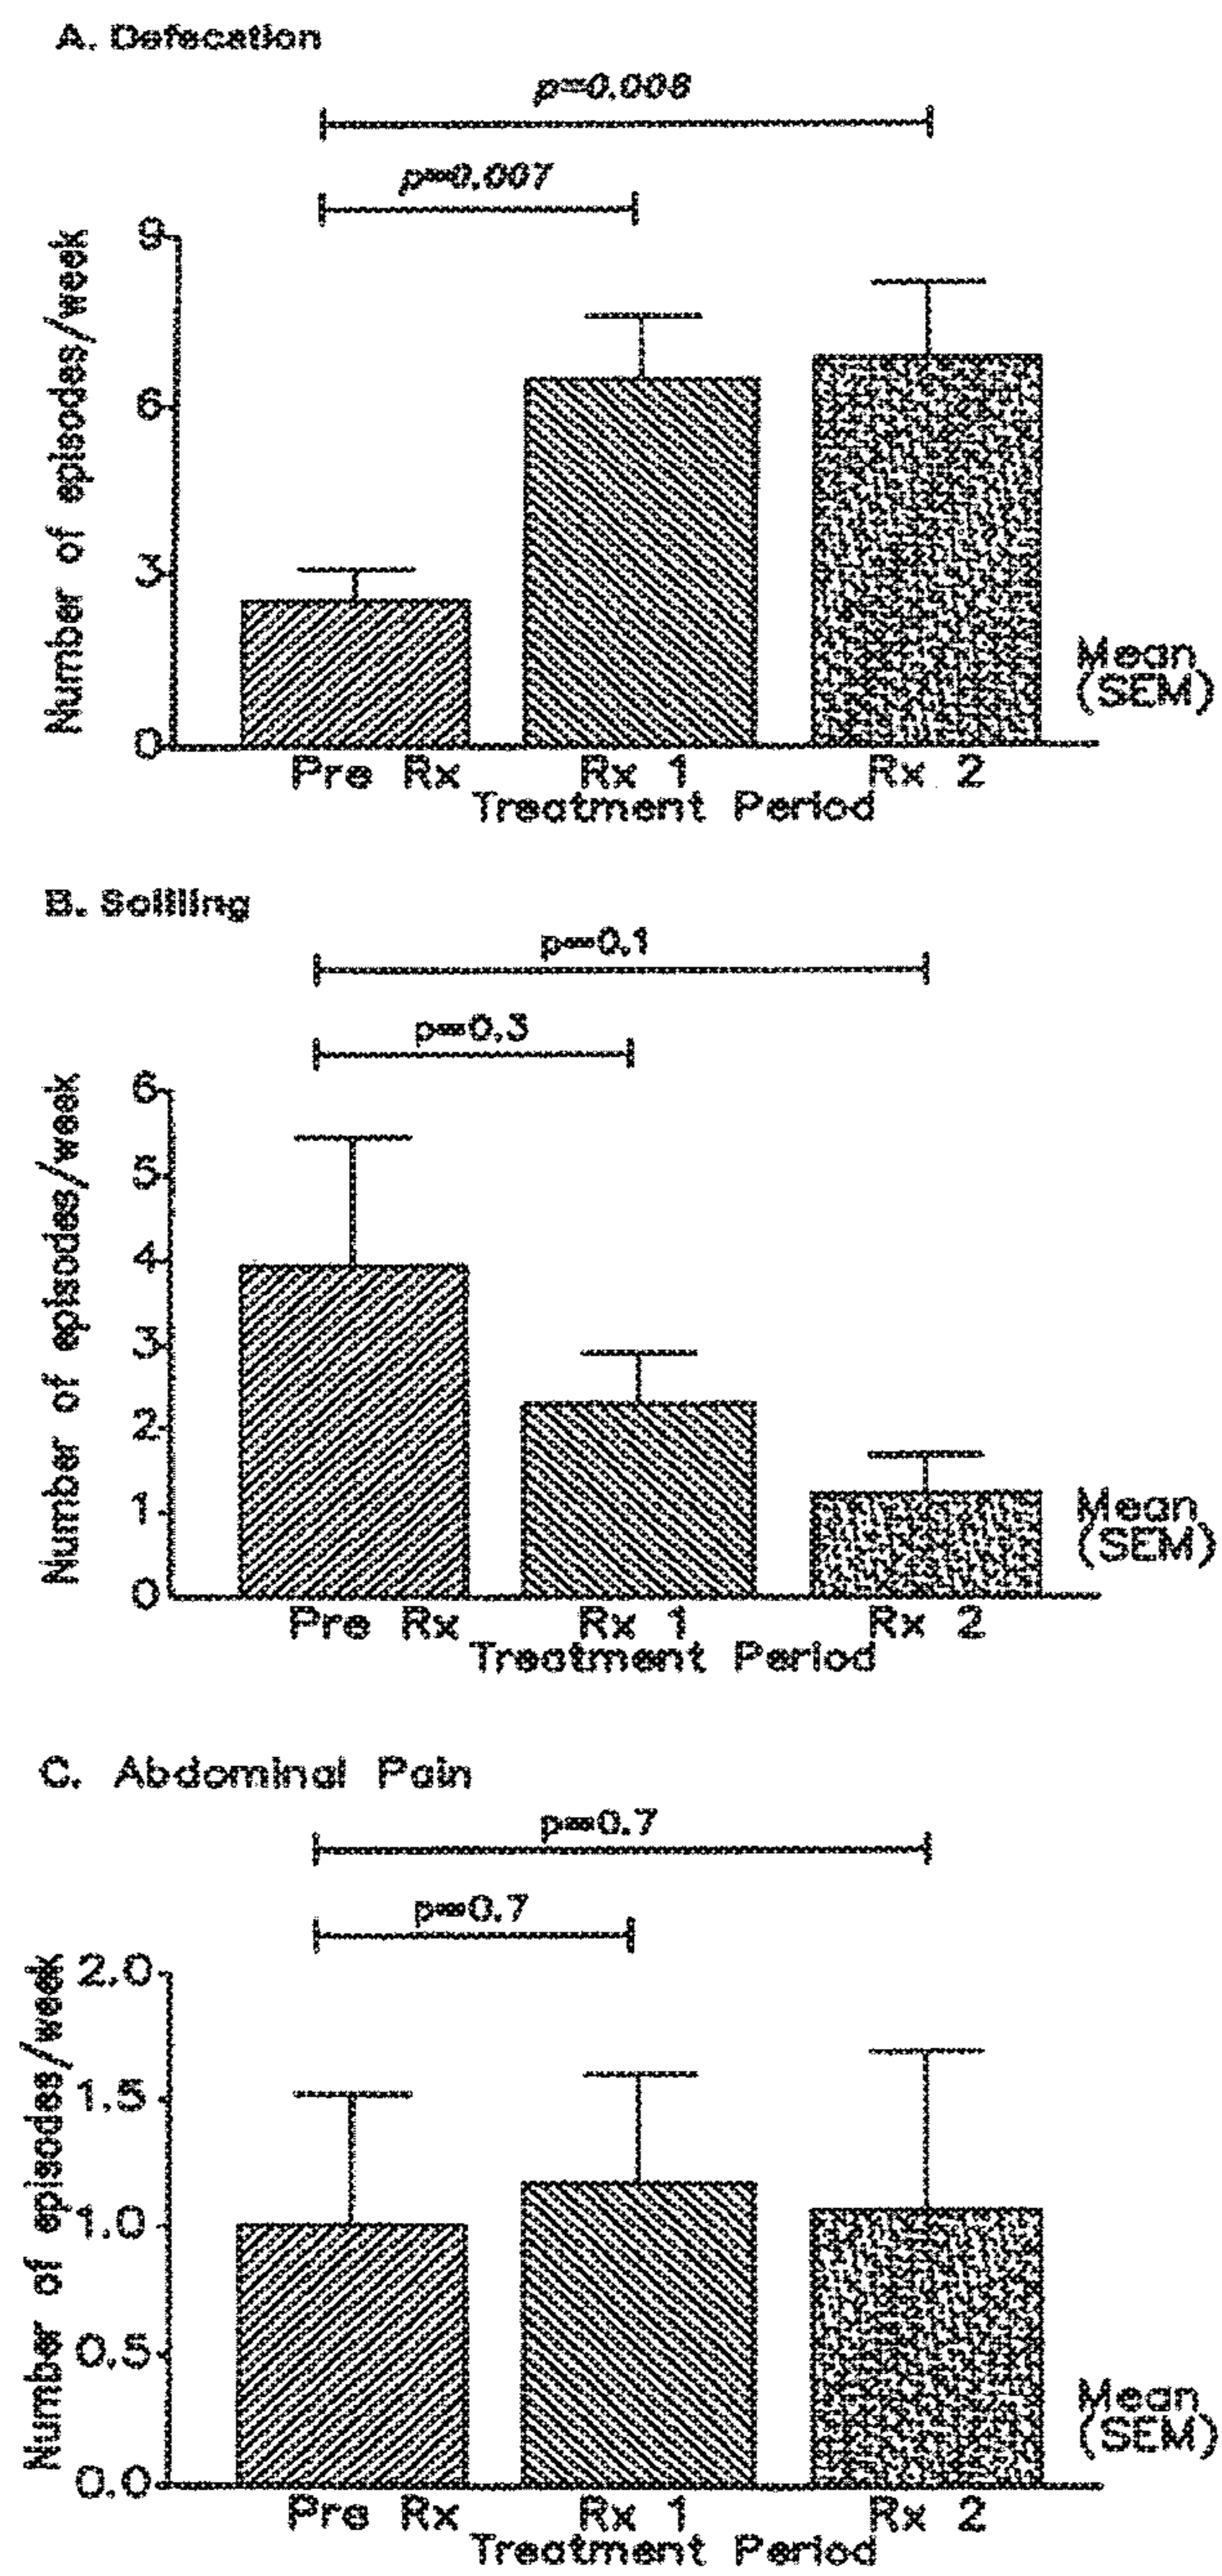 A. Defecation
p=0.008
p=0.007
Number of episodes/week
9
6
3
0
Pre Rx Rx 1 Rx 2
Treatment Period
Mean
(SEM)
B. Soilling
p=0.1
p=0.3
Number of episodes/week
6
5
4
3
2
1
0
Pre Rx Rx 1 Rx 2
Treatment Period
Mean
(SEM)
C. Abdominal Pain
p=0.7
p=0.7
Number of episodes/week
2.0
1.5
1.0
0.5
0.0
Pre Rx Rx 1 Rx 2
Treatment Period
Mean
(SEM)